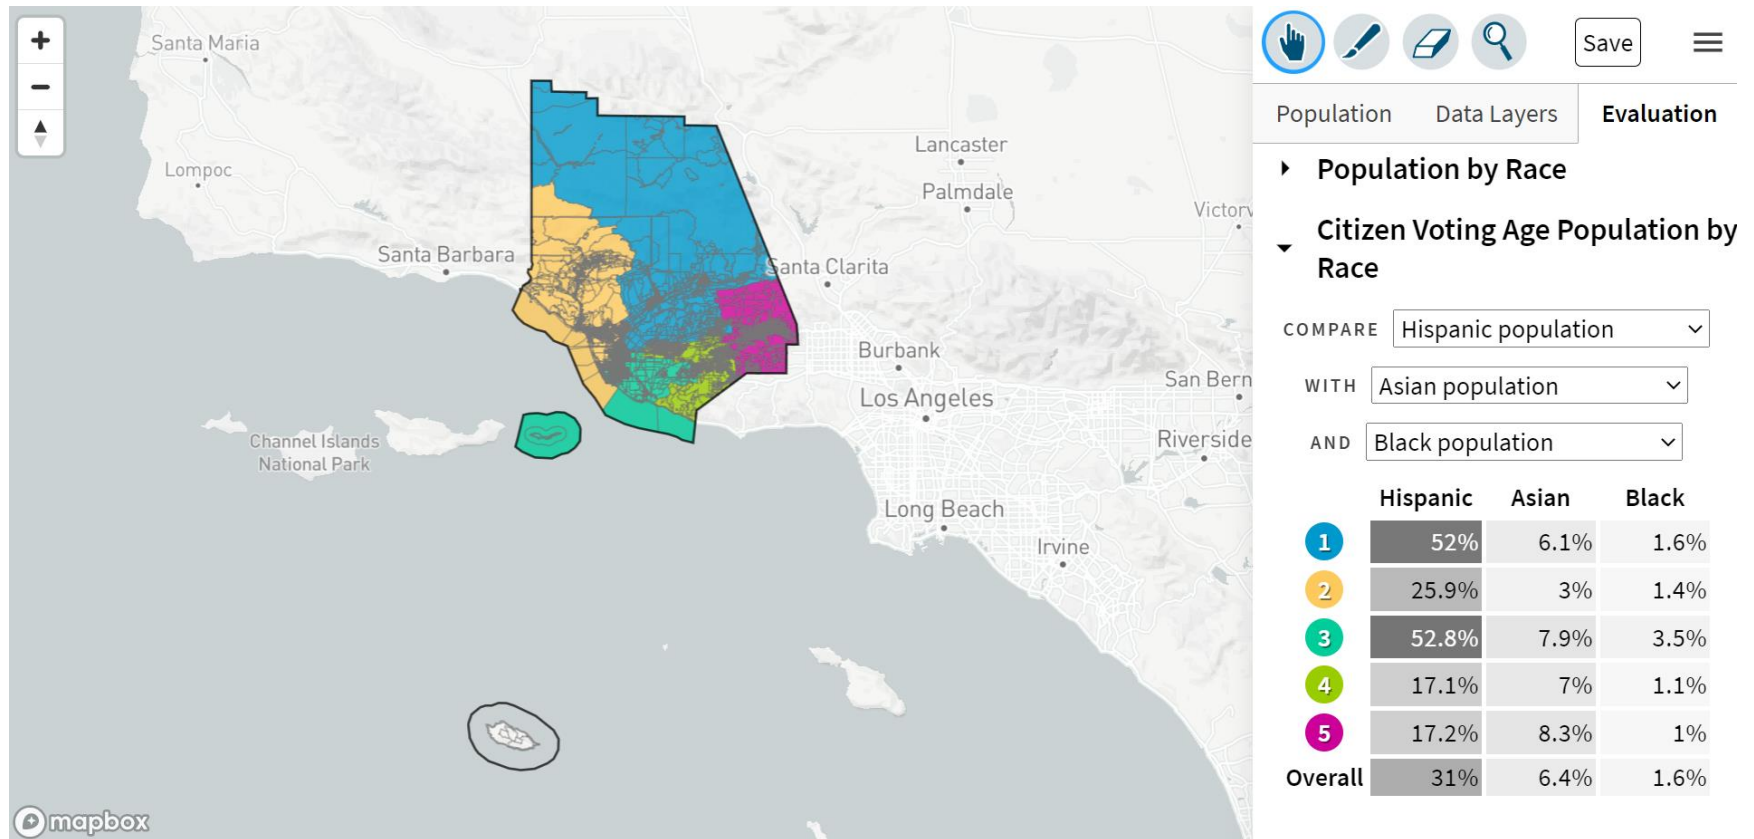 +
−
Santa Maria
Lompoc
Santa Barbara
Channel Islands
National Park
Lancaster
Palmdale
Victorv
Santa Clarita
Burbank
San Bern
Los Angeles
Riverside
Long Beach
Irvine
mapbox
Save
Population
Data Layers
Evaluation
Population by Race
Citizen Voting Age Population by
Race
COMPARE Hispanic population
WITH Asian population
AND Black population
Hispanic Asian Black
1 52% 6.1% 1.6%
2 25.9% 3% 1.4%
3 52.8% 7.9% 3.5%
4 17.1% 7% 1.1%
5 17.2% 8.3% 1%
Overall 31% 6.4% 1.6%